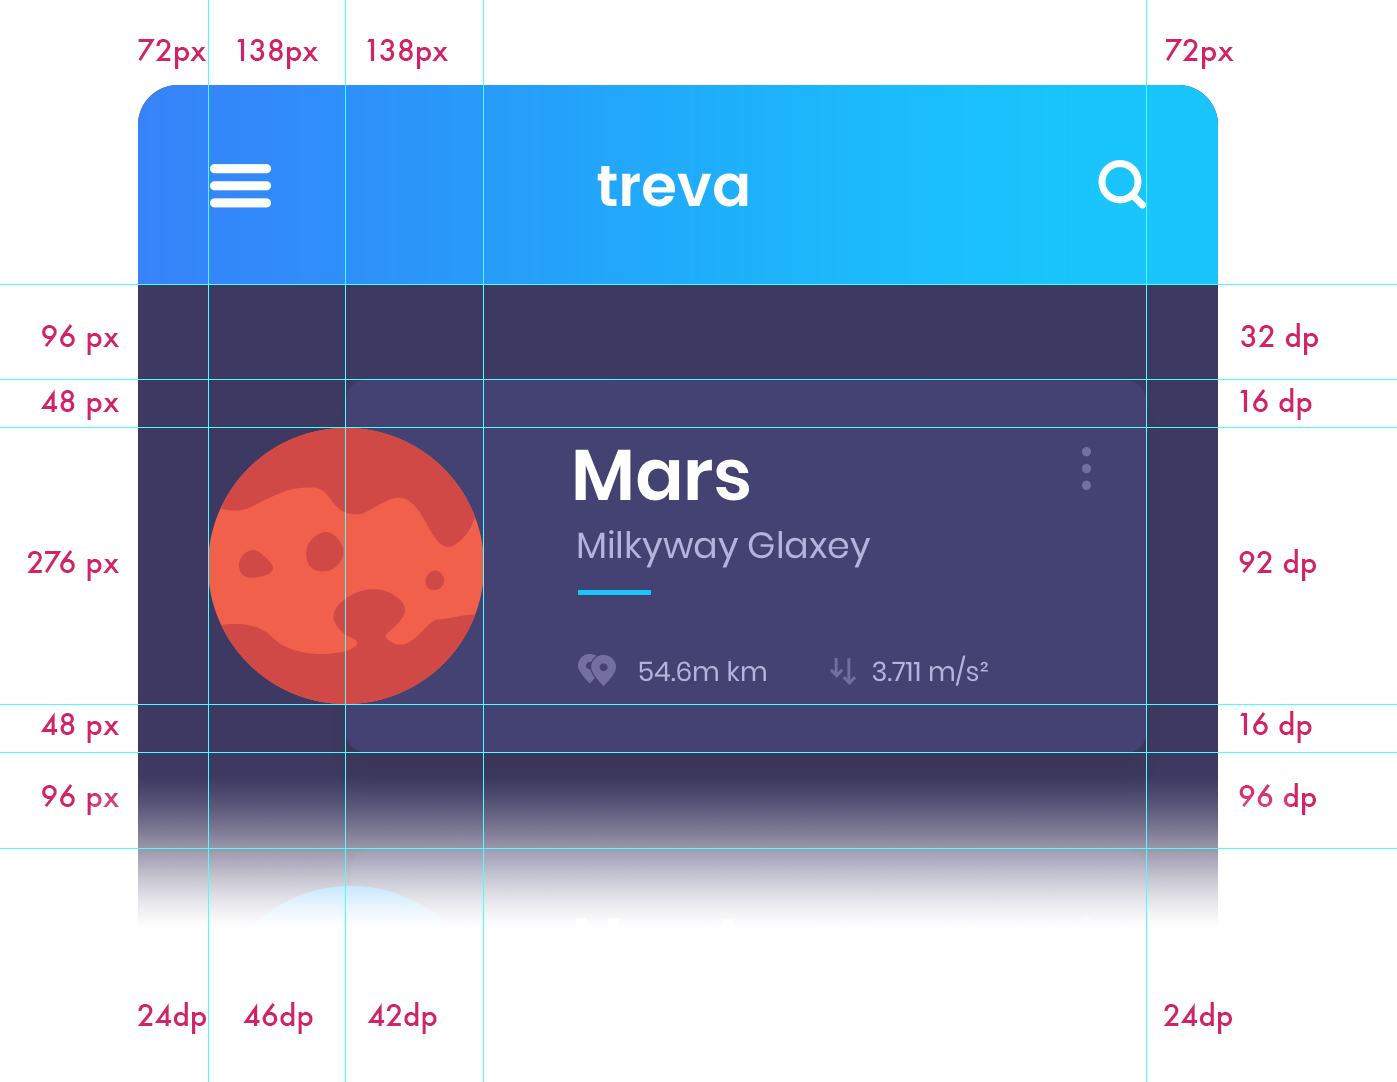 72px 138px 138px 72px
treva
96 px 32 dp
48 px 16 dp
Mars
Milkyway Glaxey
276 px 92 dp
54.6m km 3.711 m/s²
48 px 16 dp
96 px 96 dp
24dp 46dp 42dp 24dp